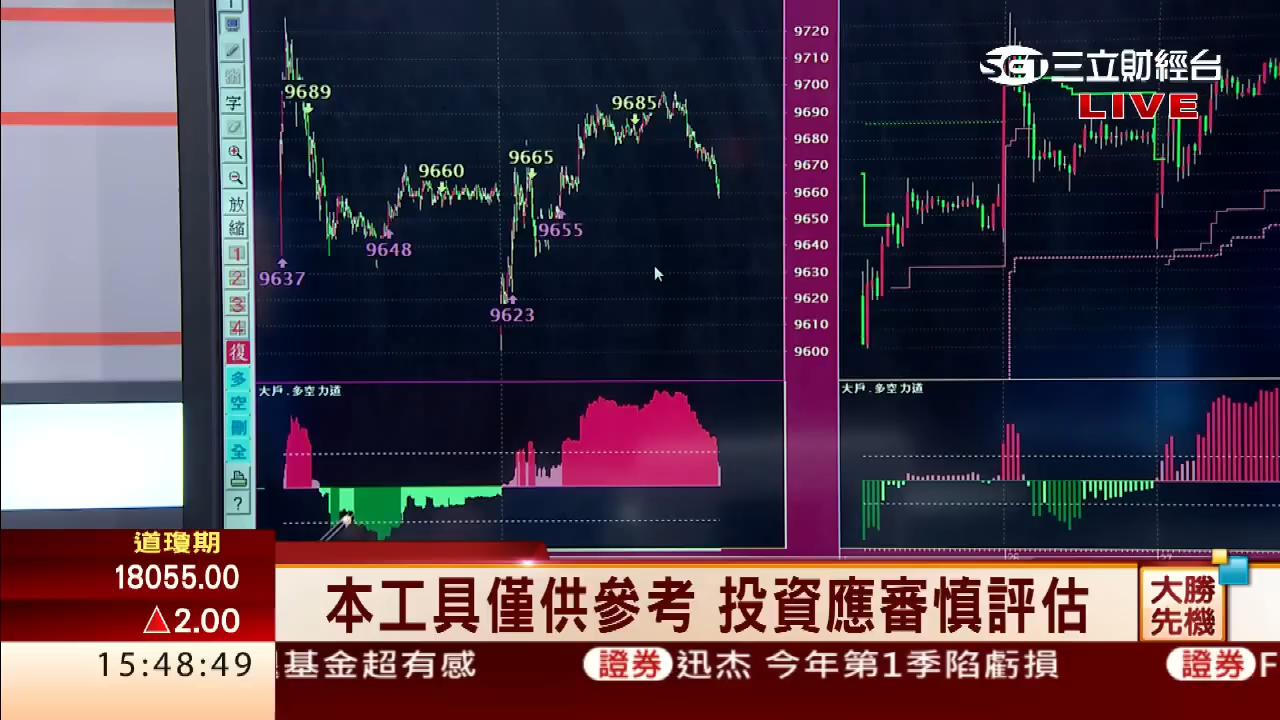 字
放
縮
1
2
3
4
復
多
空
刪
全
?
9689
9637
9648
9660
9623
9665
9655
9685
9720
9710
9700
9690
9680
9670
9660
9650
9640
9630
9620
9610
9600
大戶.多空力道
大戶.多空力道
SET三立財經台
LIVE
道瓊期
18055.00
△2.00
15:48:49
本工具僅供參考 投資應審慎評估
大勝
先機
基金超有感 證券 迅杰 今年第1季陷虧損 證券 F